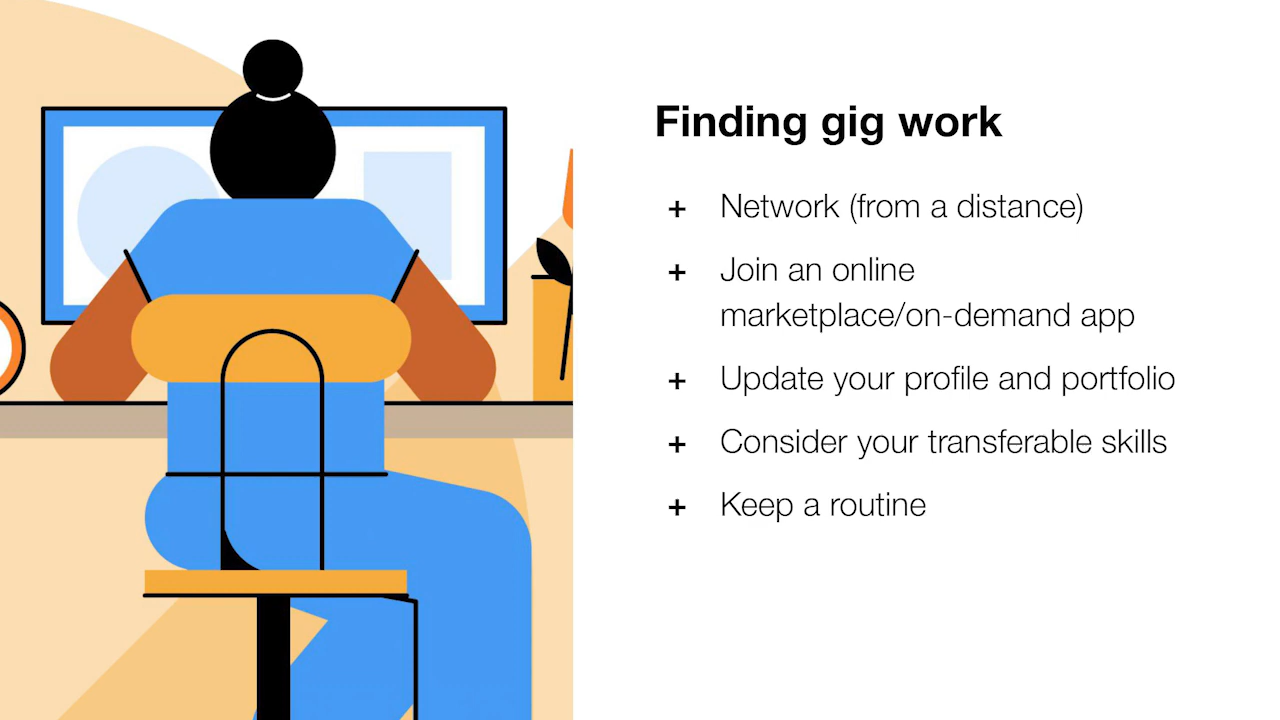 Finding gig work
+ Network (from a distance)
+ Join an online
marketplace/on-demand app
+ Update your profile and portfolio
+ Consider your transferable skills
+ Keep a routine